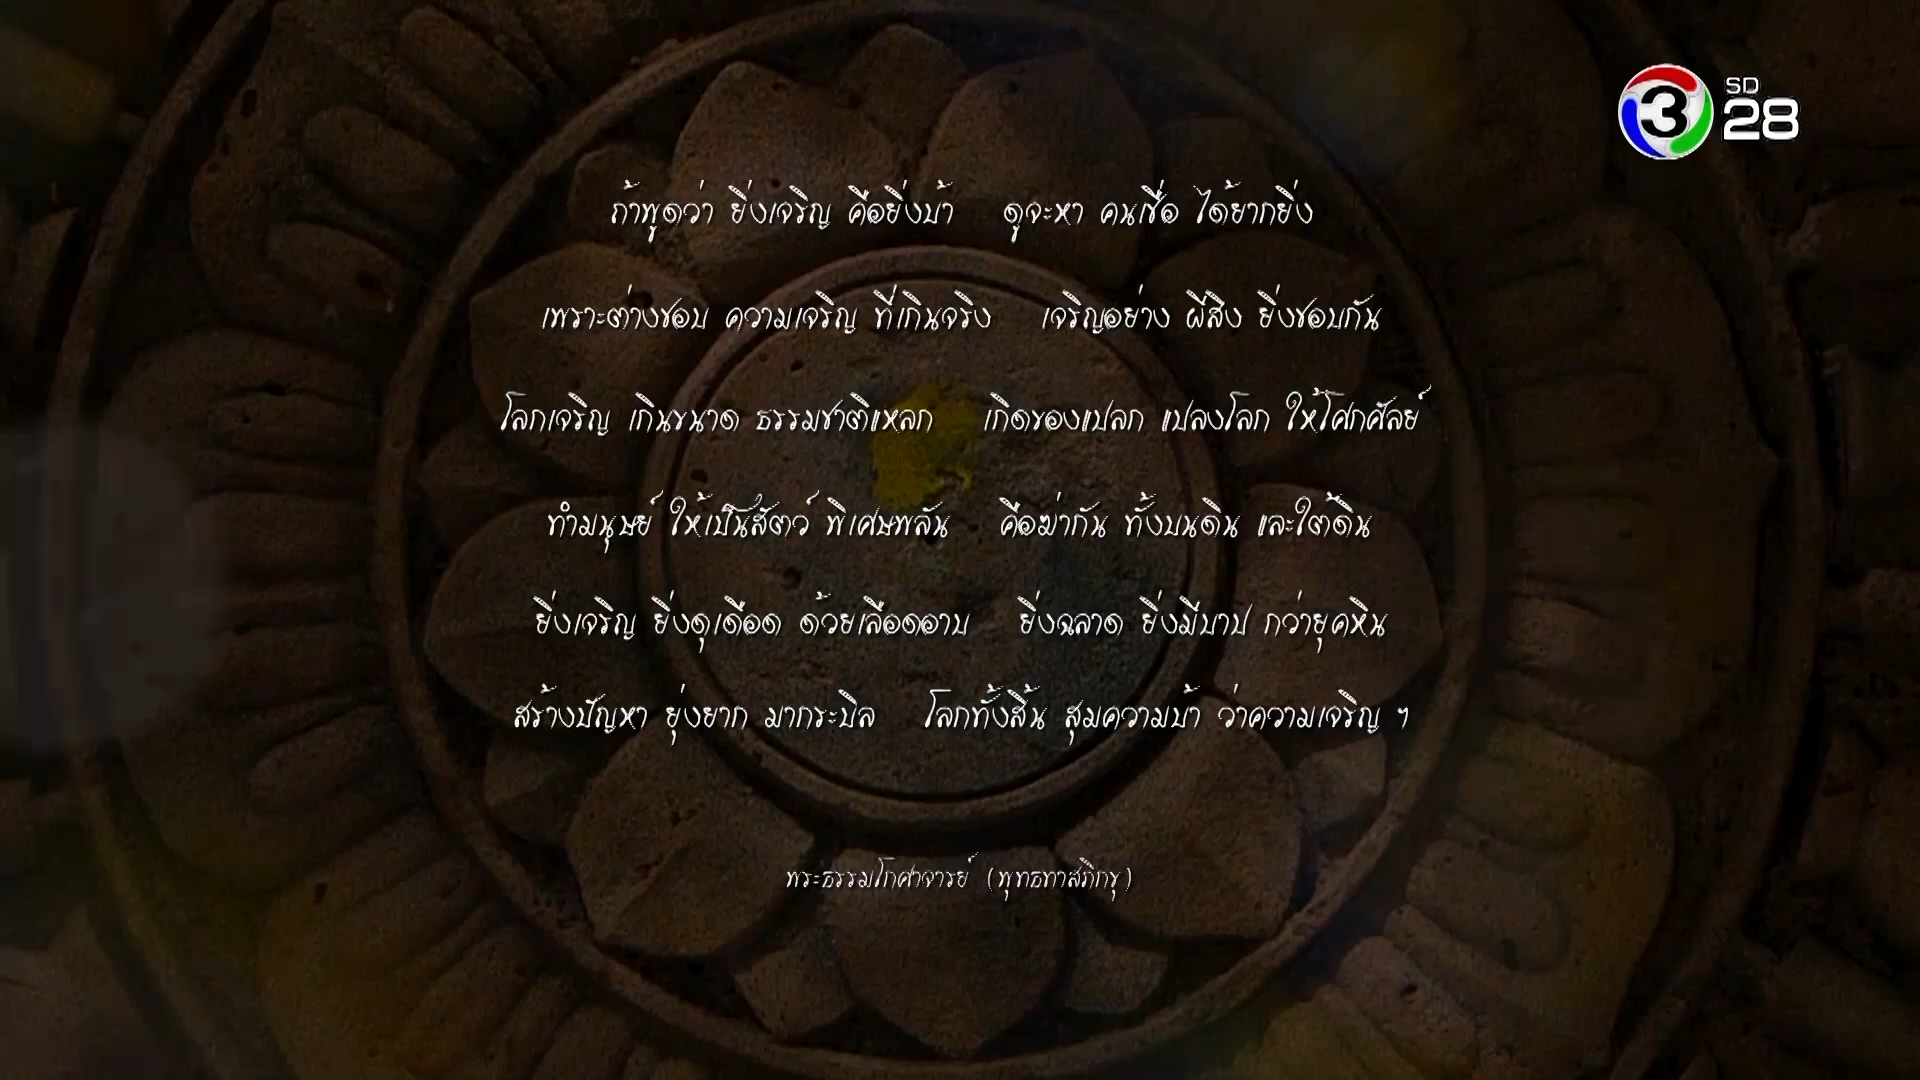 3 SD 28
ถ้าพูดว่า ยิ่งเจริญ คือยิ่งบ้า ดูจะหา คนเชื่อ ได้ยากยิ่ง
เพราะต่างชอบ ความเจริญ ที่เกินจริง เจริญอย่าง ผีสิง ยิ่งชอบกัน
โลกเจริญ เกินขนาด ธรรมชาติแหลก เกิดของแปลก แปลงโลก ให้โศกศัลย์
ทำมนุษย์ ให้เป็นสัตว์ พิเศษพลัน คือฆ่ากัน ทั้งบนดิน และใต้ดิน
ยิ่งเจริญ ยิ่งดุเดือด ด้วยเลือดอาบ ยิ่งฉลาด ยิ่งมีบาป กว่ายุคหิน
สร้างปัญหา ยุ่งยาก มากระบิล โลกทั้งสิ้น สุมความบ้า ว่าความเจริญ ฯ
พระธรรมโกศาจารย์ (พุทธทาสภิกขุ)